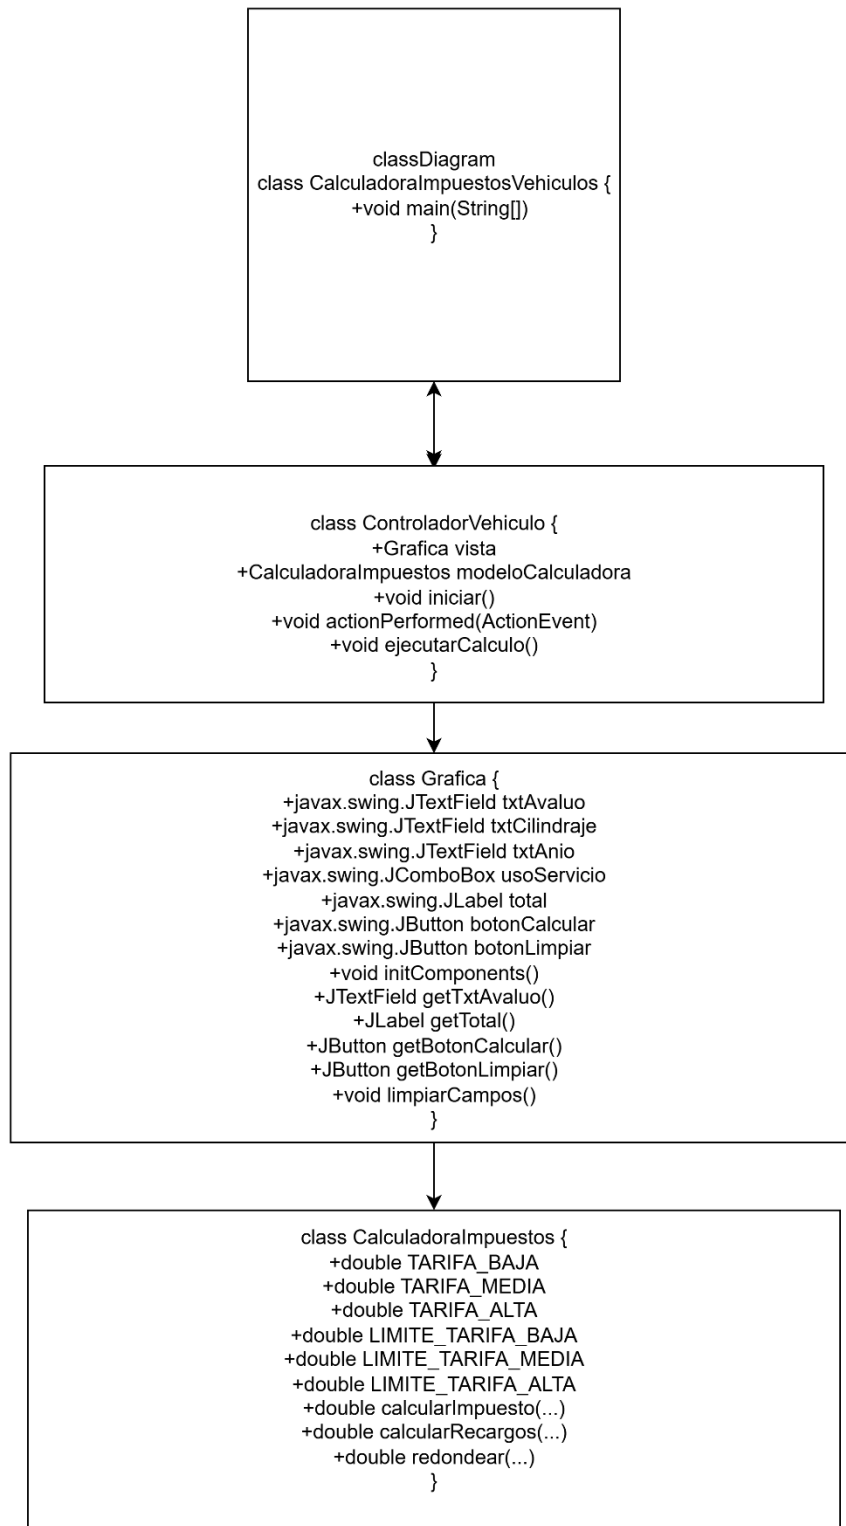 classDiagram
class CalculadoraImpuestosVehiculos {
+void main(String[])
}
class ControladorVehiculo {
+Grafica vista
+CalculadoraImpuestos modeloCalculadora
+void iniciar()
+void actionPerformed(ActionEvent)
+void ejecutarCalculo()
}
class Grafica {
+javax.swing.JTextField txtAvaluo
+javax.swing.JTextField txtCilindraje
+javax.swing.JTextField txtAnio
+javax.swing.JComboBox usoServicio
+javax.swing.JLabel total
+javax.swing.JButton botonCalcular
+javax.swing.JButton botonLimpiar
+void initComponents()
+JTextField getTxtAvaluo()
+JLabel getTotal()
+JButton getBotonCalcular()
+JButton getBotonLimpiar()
+void limpiarCampos()
}
class CalculadoraImpuestos {
+double TARIFA_BAJA
+double TARIFA_MEDIA
+double TARIFA_ALTA
+double LIMITE_TARIFA_BAJA
+double LIMITE_TARIFA_MEDIA
+double LIMITE_TARIFA_ALTA
+double calcularImpuesto(...)
+double calcularRecargos(...)
+double redondear(...)
}